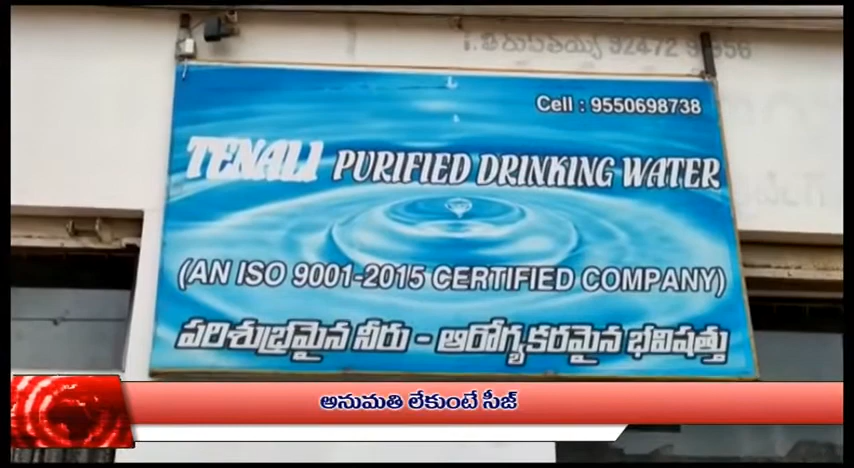 Cell : 9550698738
TENALI PURIFIED DRINKING WATER
(AN ISO 9001-2015 CERTIFIED COMPANY)
పరిశుభ్రమైన నీరు - ఆరోగ్యకరమైన భవిషత్తు
అనుమతి లేకుంటే సీజ్